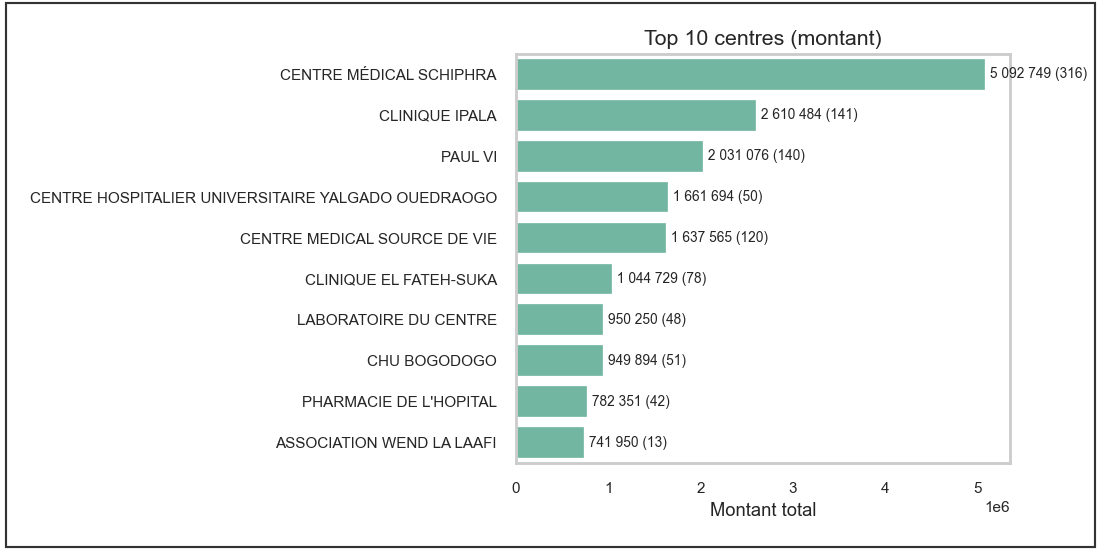 Top 10 centres (montant)
CENTRE MÉDICAL SCHIPHRA 5 092 749 (316)
CLINIQUE IPALA 2 610 484 (141)
PAUL VI 2 031 076 (140)
CENTRE HOSPITALIER UNIVERSITAIRE YALGADO OUEDRAOGO 1 661 694 (50)
CENTRE MEDICAL SOURCE DE VIE 1 637 565 (120)
CLINIQUE EL FATEH-SUKA 1 044 729 (78)
LABORATOIRE DU CENTRE 950 250 (48)
CHU BOGODOGO 949 894 (51)
PHARMACIE DE L'HOPITAL 782 351 (42)
ASSOCIATION WEND LA LAAFI 741 950 (13)
0 1 2 3 4 5
1e6
Montant total